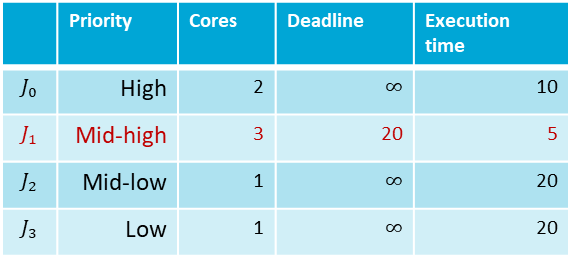 Priority Cores Deadline Execution time
J₀ High 2 ∞ 10
J₁ Mid-high 3 20 5
J₂ Mid-low 1 ∞ 20
J₃ Low 1 ∞ 20